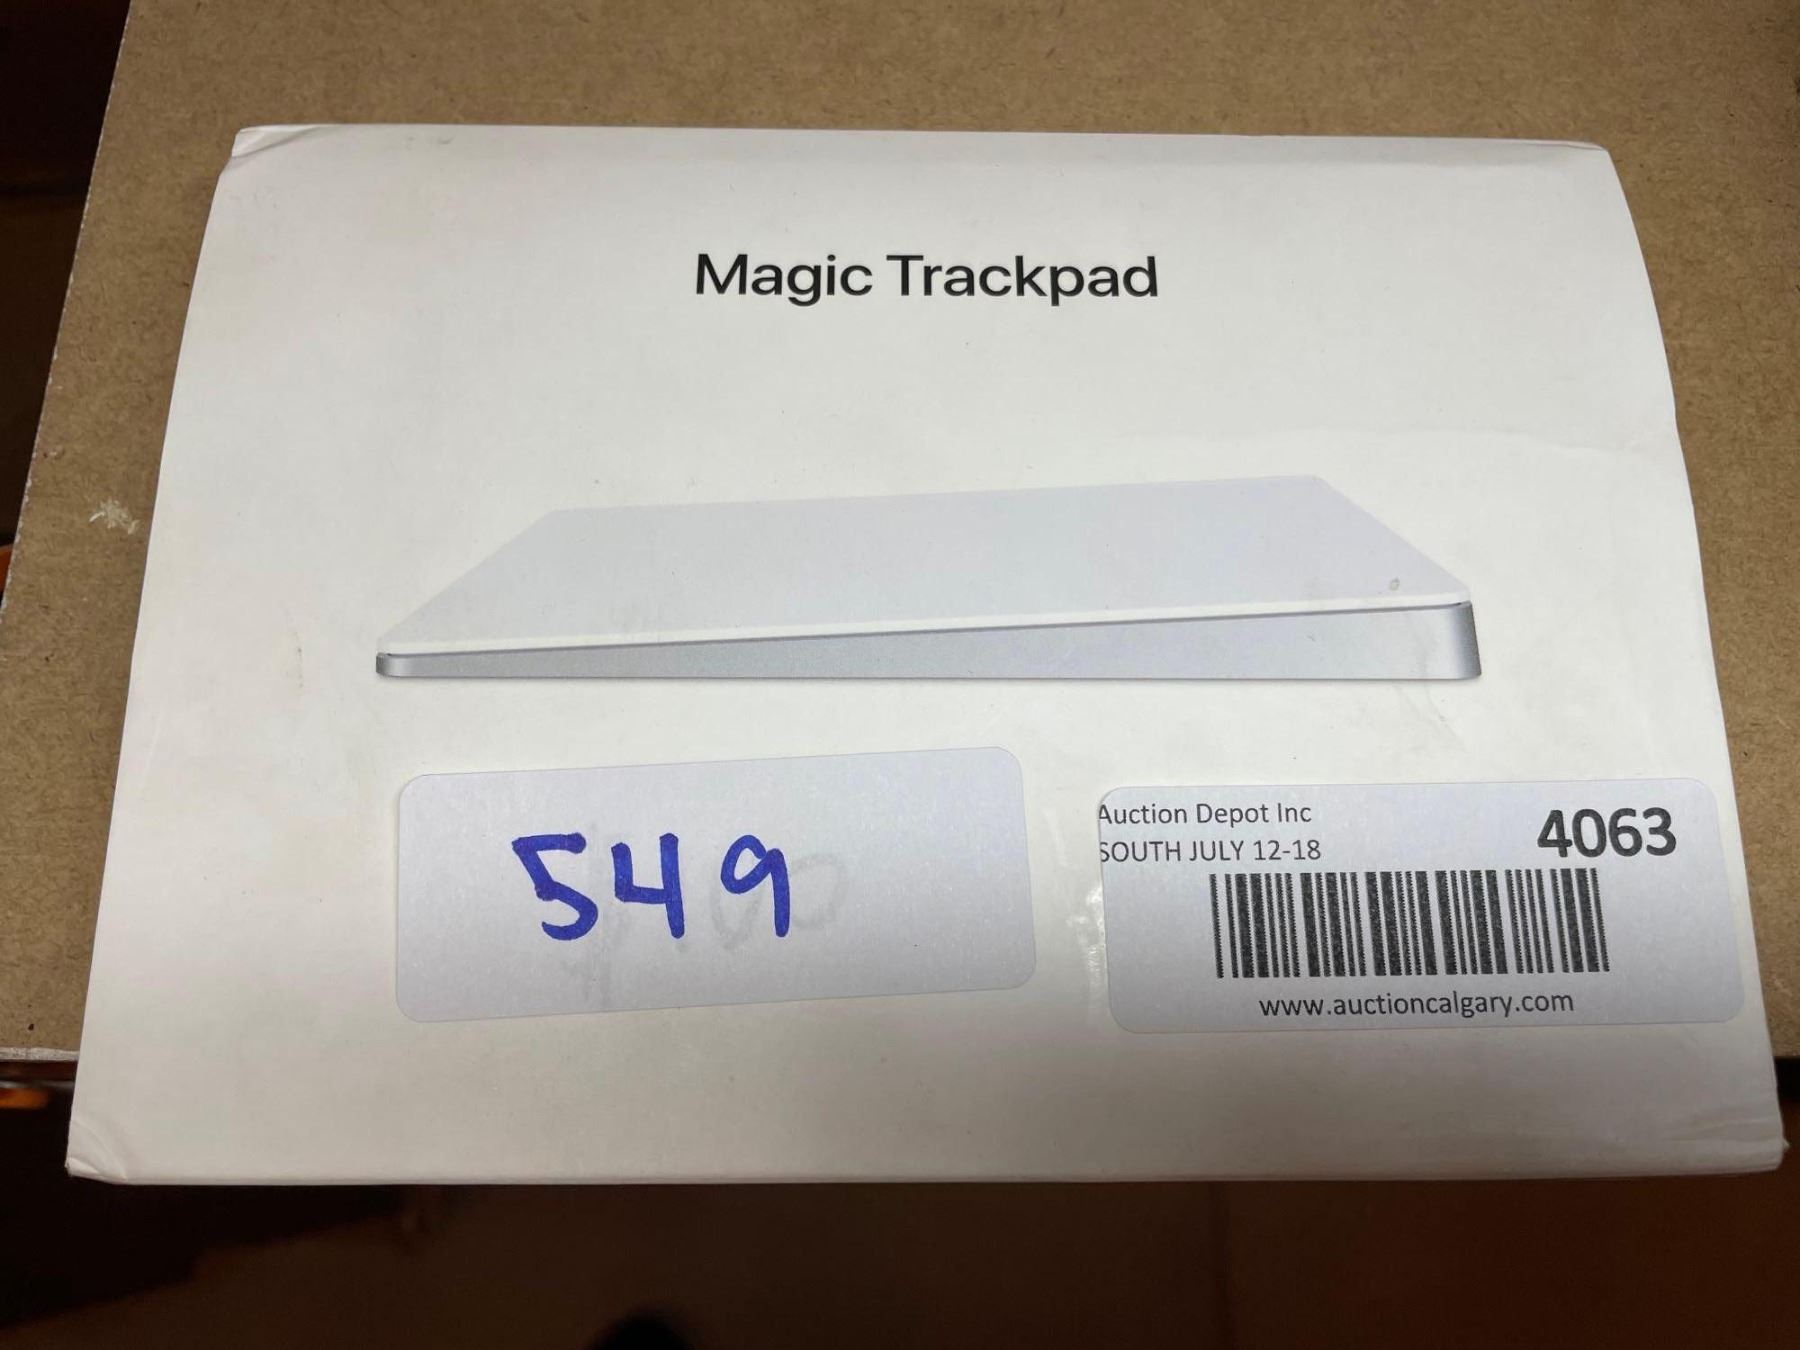 Magic Trackpad
549
Auction Depot Inc
SOUTH JULY 12-18
4063
www.auctioncalgary.com